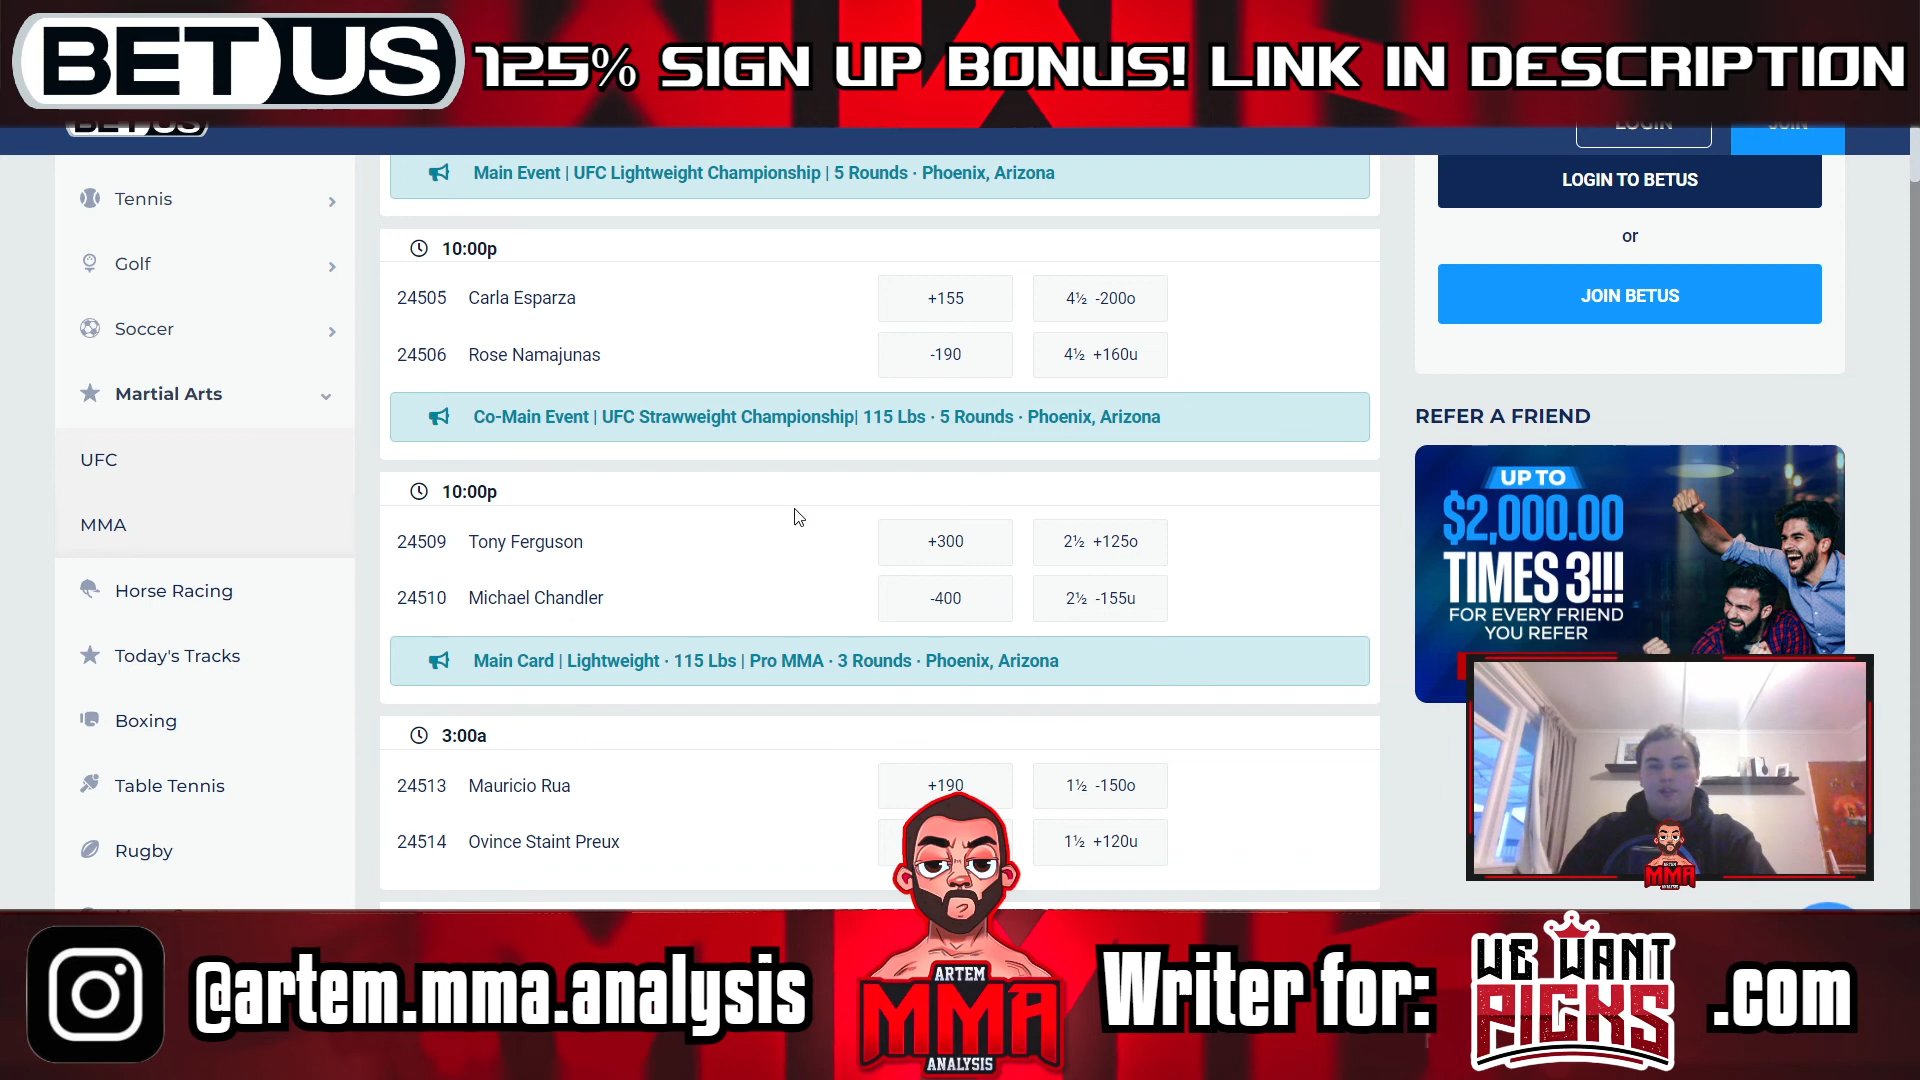 BETUS 125% SIGN UP BONUS! LINK IN DESCRIPTION
BETUS
LOGIN
JOIN
Tennis
Golf
Soccer
Martial Arts
UFC
MMA
Horse Racing
Today's Tracks
Boxing
Table Tennis
Rugby
Main Event | UFC Lightweight Championship | 5 Rounds · Phoenix, Arizona
10:00p
24505 Carla Esparza +155 4½ -200o
24506 Rose Namajunas -190 4½ +160u
Co-Main Event | UFC Strawweight Championship| 115 Lbs · 5 Rounds · Phoenix, Arizona
10:00p
24509 Tony Ferguson +300 2½ +125o
24510 Michael Chandler -400 2½ -155u
Main Card | Lightweight · 115 Lbs | Pro MMA · 3 Rounds · Phoenix, Arizona
3:00a
24513 Mauricio Rua +190 1½ -150o
24514 Ovince Staint Preux 1½ +120u
LOGIN TO BETUS
or
JOIN BETUS
REFER A FRIEND
UP TO
$2,000.00
TIMES 3!!!
FOR EVERY FRIEND
YOU REFER
ARTEM
MMA
ANALYSIS
@artem.mma.analysis
ARTEM
MMA
ANALYSIS
Writer for:
WE WANT
PICKS
.com